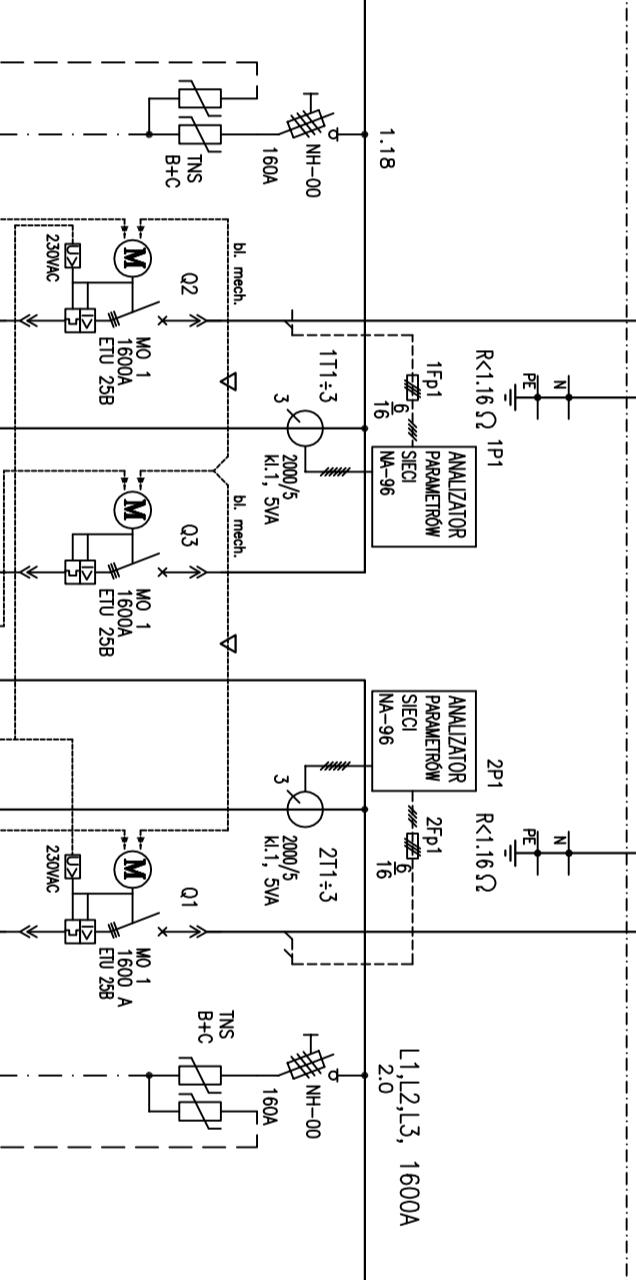 1.18
NH-00
160A
TNS
B+C
bl. mech.
Q2
M
U>
230VAC
I>
MO 1
1600A
ETU 25B
1T1÷3
3
2000/5
kl.1, 5VA
1Fp1
6
16
R<1.16 Ω
PE
N
1P1
ANALIZATOR
PARAMETRÓW
SIECI
NA-96
bl. mech.
Q3
M
I>
MO 1
1600A
ETU 25B
ANALIZATOR
PARAMETRÓW
SIECI
NA-96
2P1
R<1.16 Ω
PE
N
2Fp1
6
16
3
2T1÷3
2000/5
kl.1, 5VA
Q1
M
U>
230VAC
I>
MO 1
1600 A
ETU 25B
TNS
B+C
NH-00
160A
L1,L2,L3, 1600A
2.0